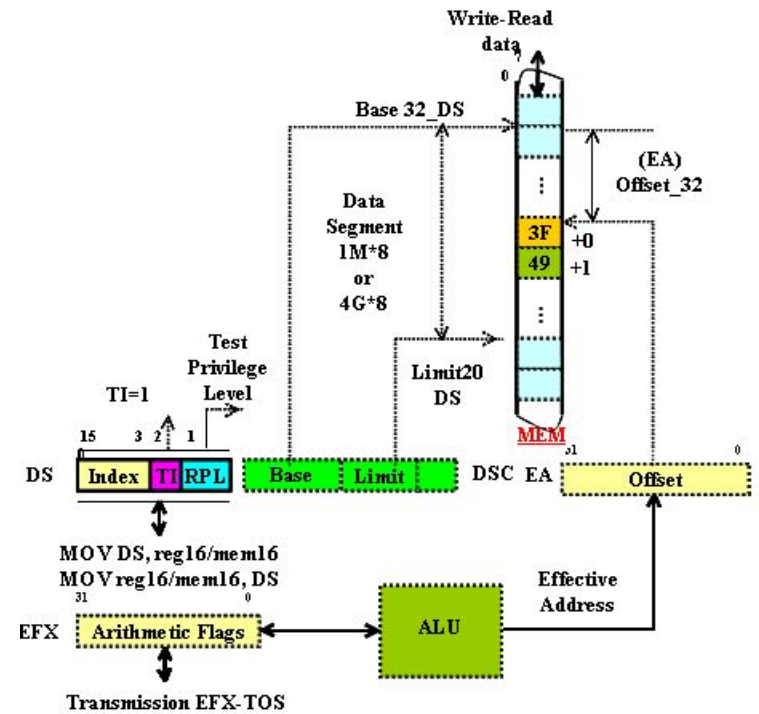 Write-Read
data
7
0
Base 32_DS
(EA)
Offset_32
Data
Segment
1M*8
or
4G*8
3F
+0
49
+1
Test
Privilege
Level
Limit20
DS
TI=1
MEM
15 3 2 1
0
31 0
DS
Index TI RPL
Base Limit
DSC
EA
Offset
MOV DS, reg16/mem16
MOV reg16/mem16, DS
31 0
Effective
Address
EFX
Arithmetic Flags
ALU
Transmission EFX-TOS